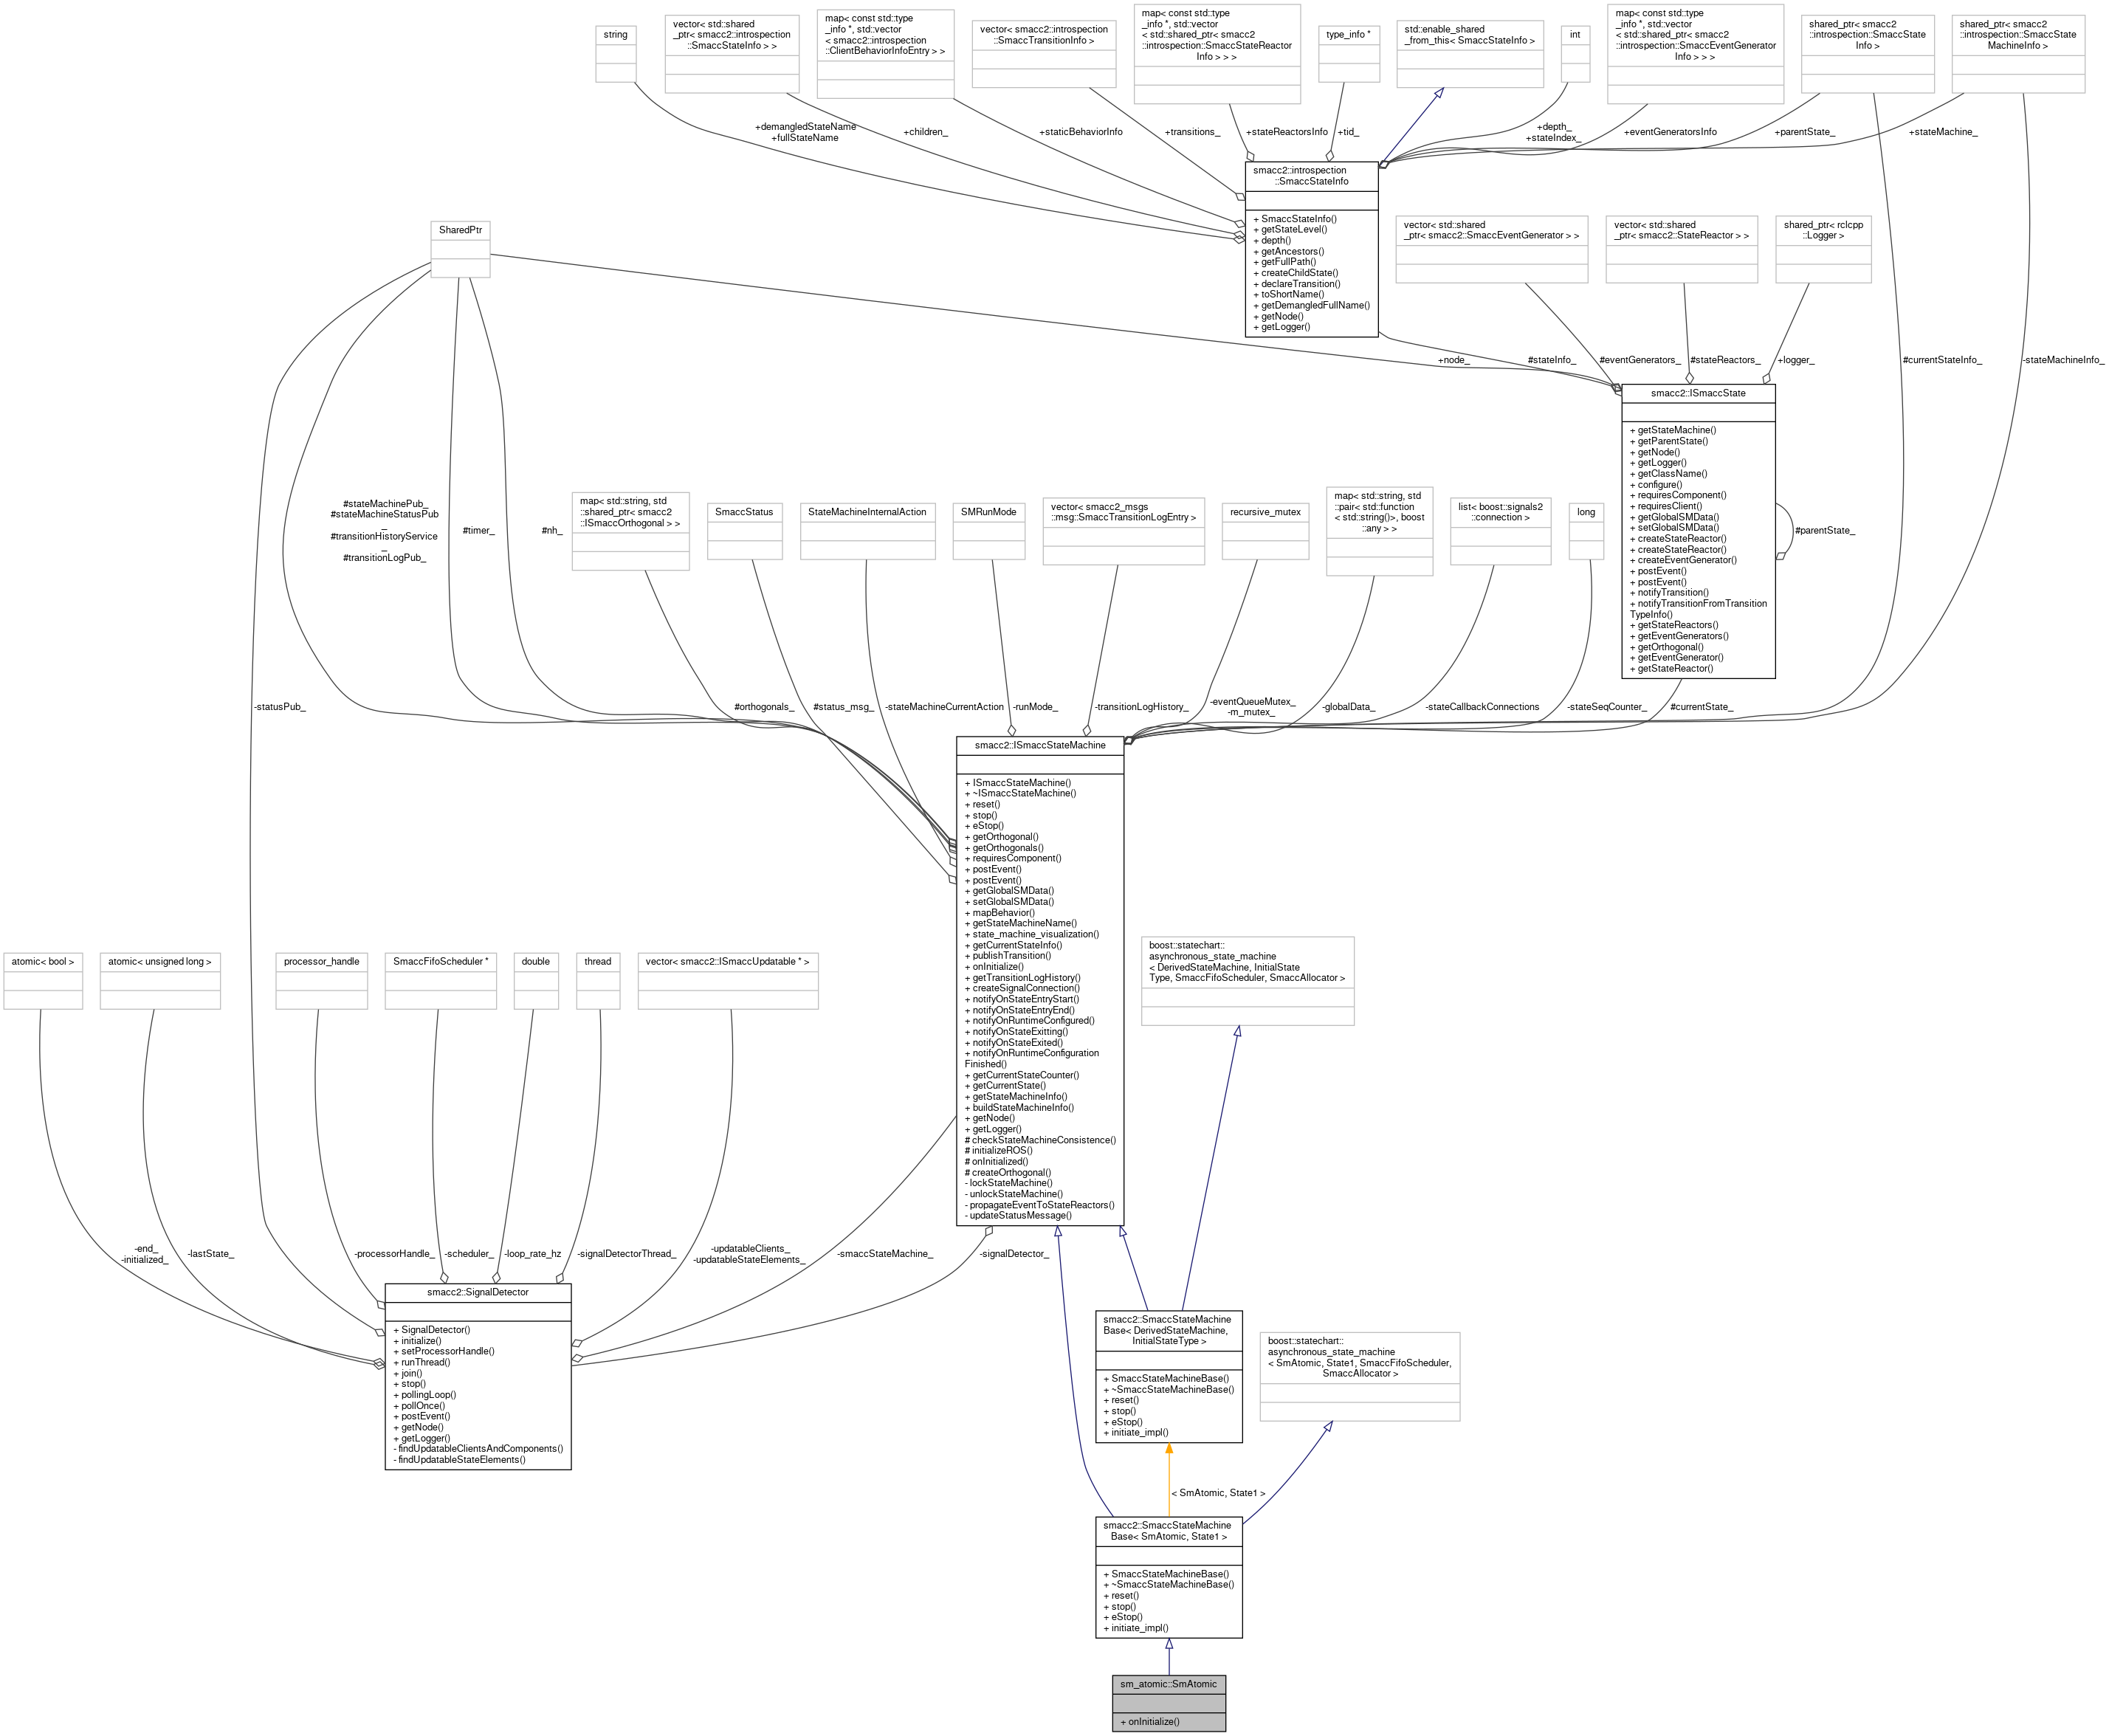 string
vector< std::shared
_ptr< smacc2::introspection
::SmaccStateInfo > >
map< const std::type
_info *, std::vector
< smacc2::introspection
::ClientBehaviorInfoEntry > >
vector< smacc2::introspection
::SmaccTransitionInfo >
map< const std::type
_info *, std::vector
< std::shared_ptr< smacc2
::introspection::SmaccStateReactor
Info > > >
type_info *
std::enable_shared
_from_this< SmaccStateInfo >
int
map< const std::type
_info *, std::vector
< std::shared_ptr< smacc2
::introspection::SmaccEventGenerator
Info > > >
shared_ptr< smacc2
::introspection::SmaccState
Info >
shared_ptr< smacc2
::introspection::SmaccState
MachineInfo >
+demangledStateName
+fullStateName
+children_
+staticBehaviorInfo
+transitions_
+stateReactorsInfo
+tid_
+depth_
+stateIndex_
+eventGeneratorsInfo
+parentState_
+stateMachine_
smacc2::introspection
::SmaccStateInfo
+ SmaccStateInfo()
+ getStateLevel()
+ depth()
+ getAncestors()
+ getFullPath()
+ createChildState()
+ declareTransition()
+ toShortName()
+ getDemangledFullName()
+ getNode()
+ getLogger()
SharedPtr
vector< std::shared
_ptr< smacc2::SmaccEventGenerator > >
vector< std::shared
_ptr< smacc2::StateReactor > >
shared_ptr< rclcpp
::Logger >
+node_
#stateInfo_
#eventGenerators_
#stateReactors_
+logger_
#currentStateInfo_
-stateMachineInfo_
smacc2::ISmaccState
+ getStateMachine()
+ getParentState()
+ getNode()
+ getLogger()
+ getClassName()
+ configure()
+ requiresComponent()
+ requiresClient()
+ getGlobalSMData()
+ setGlobalSMData()
+ createStateReactor()
+ createStateReactor()
+ createEventGenerator()
+ postEvent()
+ postEvent()
+ notifyTransition()
+ notifyTransitionFromTransition
TypeInfo()
+ getStateReactors()
+ getEventGenerators()
+ getOrthogonal()
+ getEventGenerator()
+ getStateReactor()
#parentState_
#stateMachinePub_
#stateMachineStatusPub
_
#transitionHistoryService
_
#transitionLogPub_
#timer_
#nh_
map< std::string, std
::shared_ptr< smacc2
::ISmaccOrthogonal > >
SmaccStatus
StateMachineInternalAction
SMRunMode
vector< smacc2_msgs
::msg::SmaccTransitionLogEntry >
recursive_mutex
map< std::string, std
::pair< std::function
< std::string()>, boost
::any > >
list< boost::signals2
::connection >
long
-statusPub_
#orthogonals_
#status_msg_
-stateMachineCurrentAction
-runMode_
-transitionLogHistory_
-eventQueueMutex_
-m_mutex_
-globalData_
-stateCallbackConnections
-stateSeqCounter_
#currentState_
smacc2::ISmaccStateMachine
+ ISmaccStateMachine()
+ ~ISmaccStateMachine()
+ reset()
+ stop()
+ eStop()
+ getOrthogonal()
+ getOrthogonals()
+ requiresComponent()
+ postEvent()
+ postEvent()
+ getGlobalSMData()
+ setGlobalSMData()
+ mapBehavior()
+ getStateMachineName()
+ state_machine_visualization()
+ getCurrentStateInfo()
+ publishTransition()
+ onInitialize()
+ getTransitionLogHistory()
+ createSignalConnection()
+ notifyOnStateEntryStart()
+ notifyOnStateEntryEnd()
+ notifyOnRuntimeConfigured()
+ notifyOnStateExitting()
+ notifyOnStateExited()
+ notifyOnRuntimeConfiguration
Finished()
+ getCurrentStateCounter()
+ getCurrentState()
+ getStateMachineInfo()
+ buildStateMachineInfo()
+ getNode()
+ getLogger()
# checkStateMachineConsistence()
# initializeROS()
# onInitialized()
# createOrthogonal()
- lockStateMachine()
- unlockStateMachine()
- propagateEventToStateReactors()
- updateStatusMessage()
atomic< bool >
atomic< unsigned long >
processor_handle
SmaccFifoScheduler *
double
thread
vector< smacc2::ISmaccUpdatable * >
boost::statechart::
asynchronous_state_machine
< DerivedStateMachine, InitialState
Type, SmaccFifoScheduler, SmaccAllocator >
-end_
-initialized_
-lastState_
-processorHandle_
-scheduler_
-loop_rate_hz
-signalDetectorThread_
-updatableClients_
-updatableStateElements_
-smaccStateMachine_
-signalDetector_
smacc2::SignalDetector
+ SignalDetector()
+ initialize()
+ setProcessorHandle()
+ runThread()
+ join()
+ stop()
+ pollingLoop()
+ pollOnce()
+ postEvent()
+ getNode()
+ getLogger()
- findUpdatableClientsAndComponents()
- findUpdatableStateElements()
smacc2::SmaccStateMachine
Base< DerivedStateMachine,
InitialStateType >
+ SmaccStateMachineBase()
+ ~SmaccStateMachineBase()
+ reset()
+ stop()
+ eStop()
+ initiate_impl()
boost::statechart::
asynchronous_state_machine
< SmAtomic, State1, SmaccFifoScheduler,
SmaccAllocator >
< SmAtomic, State1 >
smacc2::SmaccStateMachine
Base< SmAtomic, State1 >
+ SmaccStateMachineBase()
+ ~SmaccStateMachineBase()
+ reset()
+ stop()
+ eStop()
+ initiate_impl()
sm_atomic::SmAtomic
+ onInitialize()